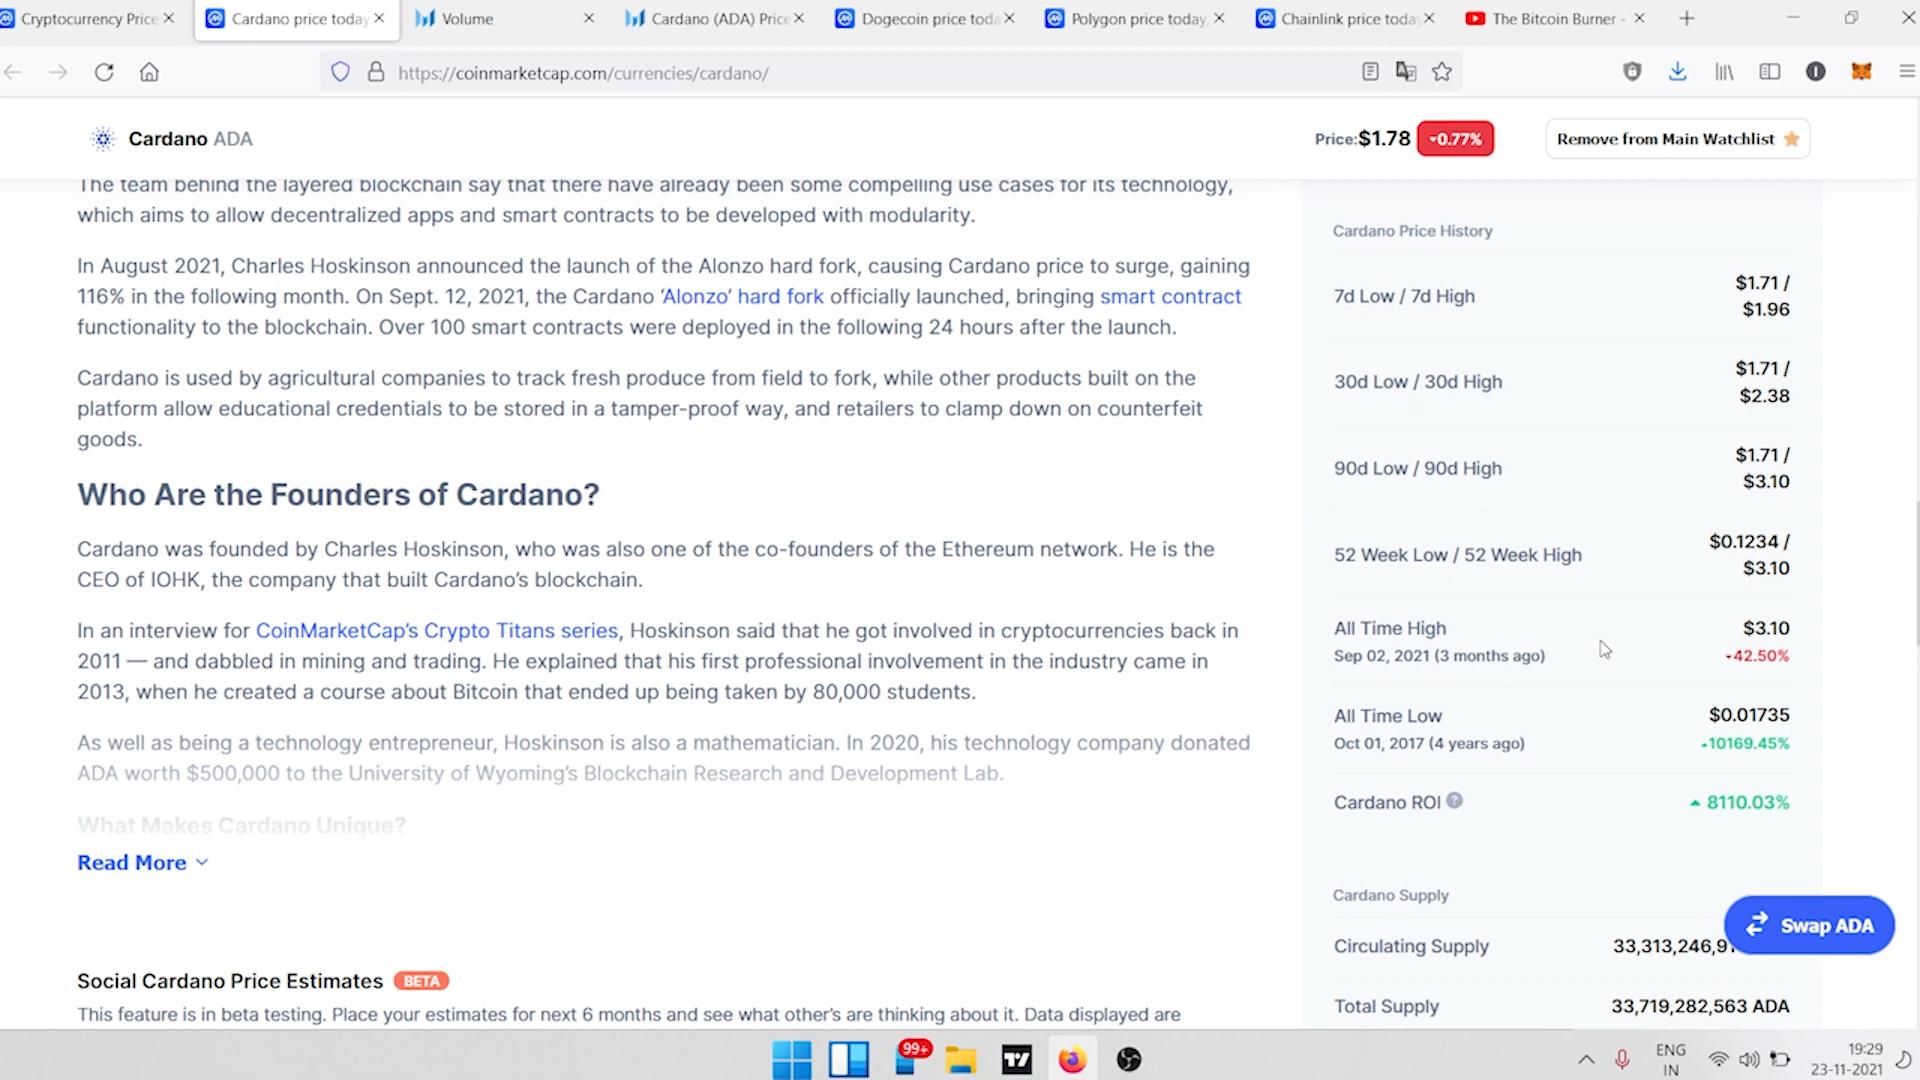 Cryptocurrency Price
Cardano price today
Volume
Cardano (ADA) Price
Dogecoin price toda
Polygon price today,
Chainlink price today
The Bitcoin Burner -
https://coinmarketcap.com/currencies/cardano/
Cardano ADA
Price:$1.78
0.77%
Remove from Main Watchlist
The team behind the layered blockchain say that there have already been some compelling use cases for its technology,
which aims to allow decentralized apps and smart contracts to be developed with modularity.
In August 2021, Charles Hoskinson announced the launch of the Alonzo hard fork, causing Cardano price to surge, gaining
116% in the following month. On Sept. 12, 2021, the Cardano ‘Alonzo’ hard fork officially launched, bringing smart contract
functionality to the blockchain. Over 100 smart contracts were deployed in the following 24 hours after the launch.
Cardano is used by agricultural companies to track fresh produce from field to fork, while other products built on the
platform allow educational credentials to be stored in a tamper-proof way, and retailers to clamp down on counterfeit
goods.
Who Are the Founders of Cardano?
Cardano was founded by Charles Hoskinson, who was also one of the co-founders of the Ethereum network. He is the
CEO of IOHK, the company that built Cardano’s blockchain.
In an interview for CoinMarketCap’s Crypto Titans series, Hoskinson said that he got involved in cryptocurrencies back in
2011 — and dabbled in mining and trading. He explained that his first professional involvement in the industry came in
2013, when he created a course about Bitcoin that ended up being taken by 80,000 students.
As well as being a technology entrepreneur, Hoskinson is also a mathematician. In 2020, his technology company donated
ADA worth $500,000 to the University of Wyoming’s Blockchain Research and Development Lab.
What Makes Cardano Unique?
Read More
Social Cardano Price Estimates BETA
This feature is in beta testing. Place your estimates for next 6 months and see what other's are thinking about it. Data displayed are
Cardano Price History
7d Low / 7d High
$1.71 /
$1.96
30d Low / 30d High
$1.71 /
$2.38
90d Low / 90d High
$1.71 /
$3.10
52 Week Low / 52 Week High
$0.1234 /
$3.10
All Time High
$3.10
Sep 02, 2021 (3 months ago)
42.50%
All Time Low
$0.01735
Oct 01, 2017 (4 years ago)
10169.45%
Cardano ROI
8110.03%
Cardano Supply
Swap ADA
Circulating Supply
33,313,246,91
Total Supply
33,719,282,563 ADA
99+
ENG
IN
19:29
23-11-2021